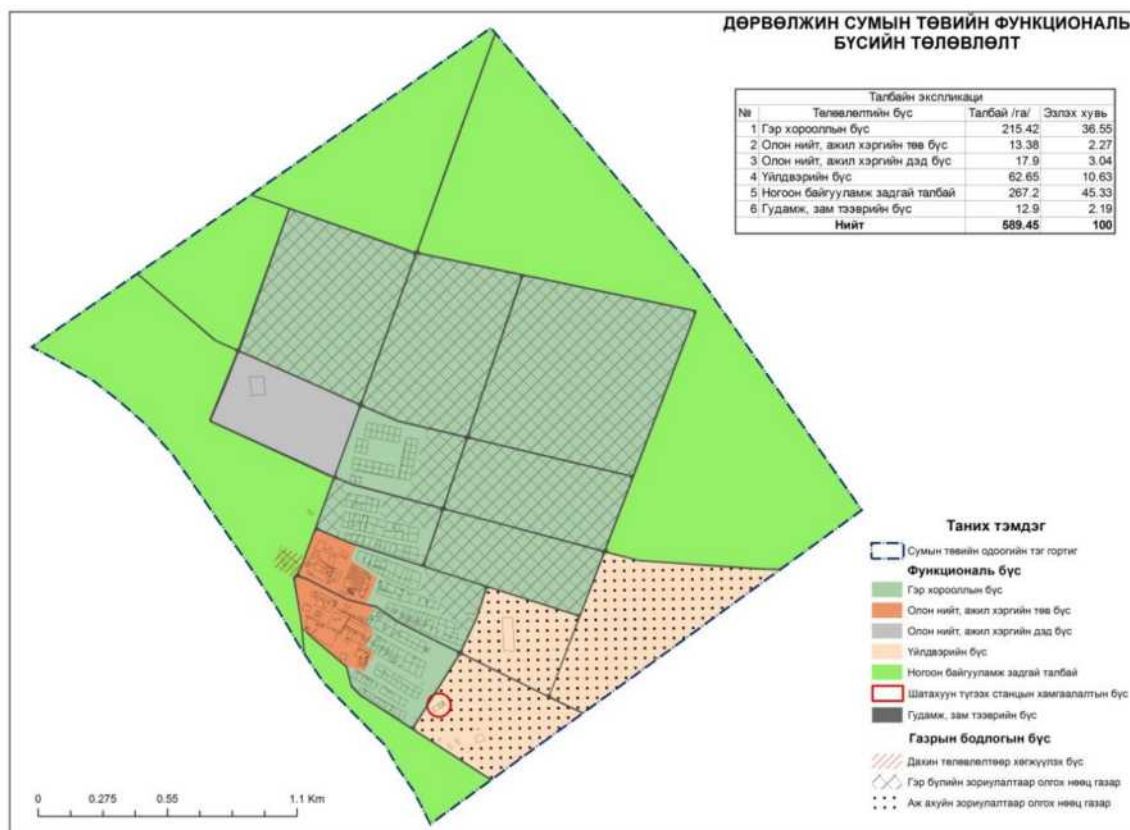 ДӨРВӨЛЖИН СУМЫН ТӨВИЙН ФУНКЦИОНАЛЬ
БҮСИЙН ТӨЛӨВЛӨЛТ
Талбайн экспликаци
№ Төлөвлөлтийн бүс Талбай /га/ Эзлэх хувь
1 Гэр хорооллын бүс 215.42 36.55
2 Олон нийт, ажил хэргийн төв бүс 13.38 2.27
3 Олон нийт, ажил хэргийн дэд бүс 17.9 3.04
4 Үйлдвэрийн бүс 62.65 10.63
5 Ногоон байгууламж задгай талбай 267.2 45.33
6 Гудамж, зам тээврийн бүс 12.9 2.19
Нийт 589.45 100
Таних тэмдэг
Сумын төвийн одоогийн тэг гортиг
Функциональ бүс
Гэр хорооллын бүс
Олон нийт, ажил хэргийн төв бүс
Олон нийт, ажил хэргийн дэд бүс
Үйлдвэрийн бүс
Ногоон байгууламж задгай талбай
Шатахуун түгээх станцын хамгаалалтын бүс
Гудамж, зам тээврийн бүс
Газрын бодлогын бүс
Дахин төлөвлөлтөөр хөгжүүлэх бүс
Гэр бүлийн зориулалтаар олгох нөөц газар
Аж ахуйн зориулалтаар олгох нөөц газар
0 0.275 0.55 1.1 Km